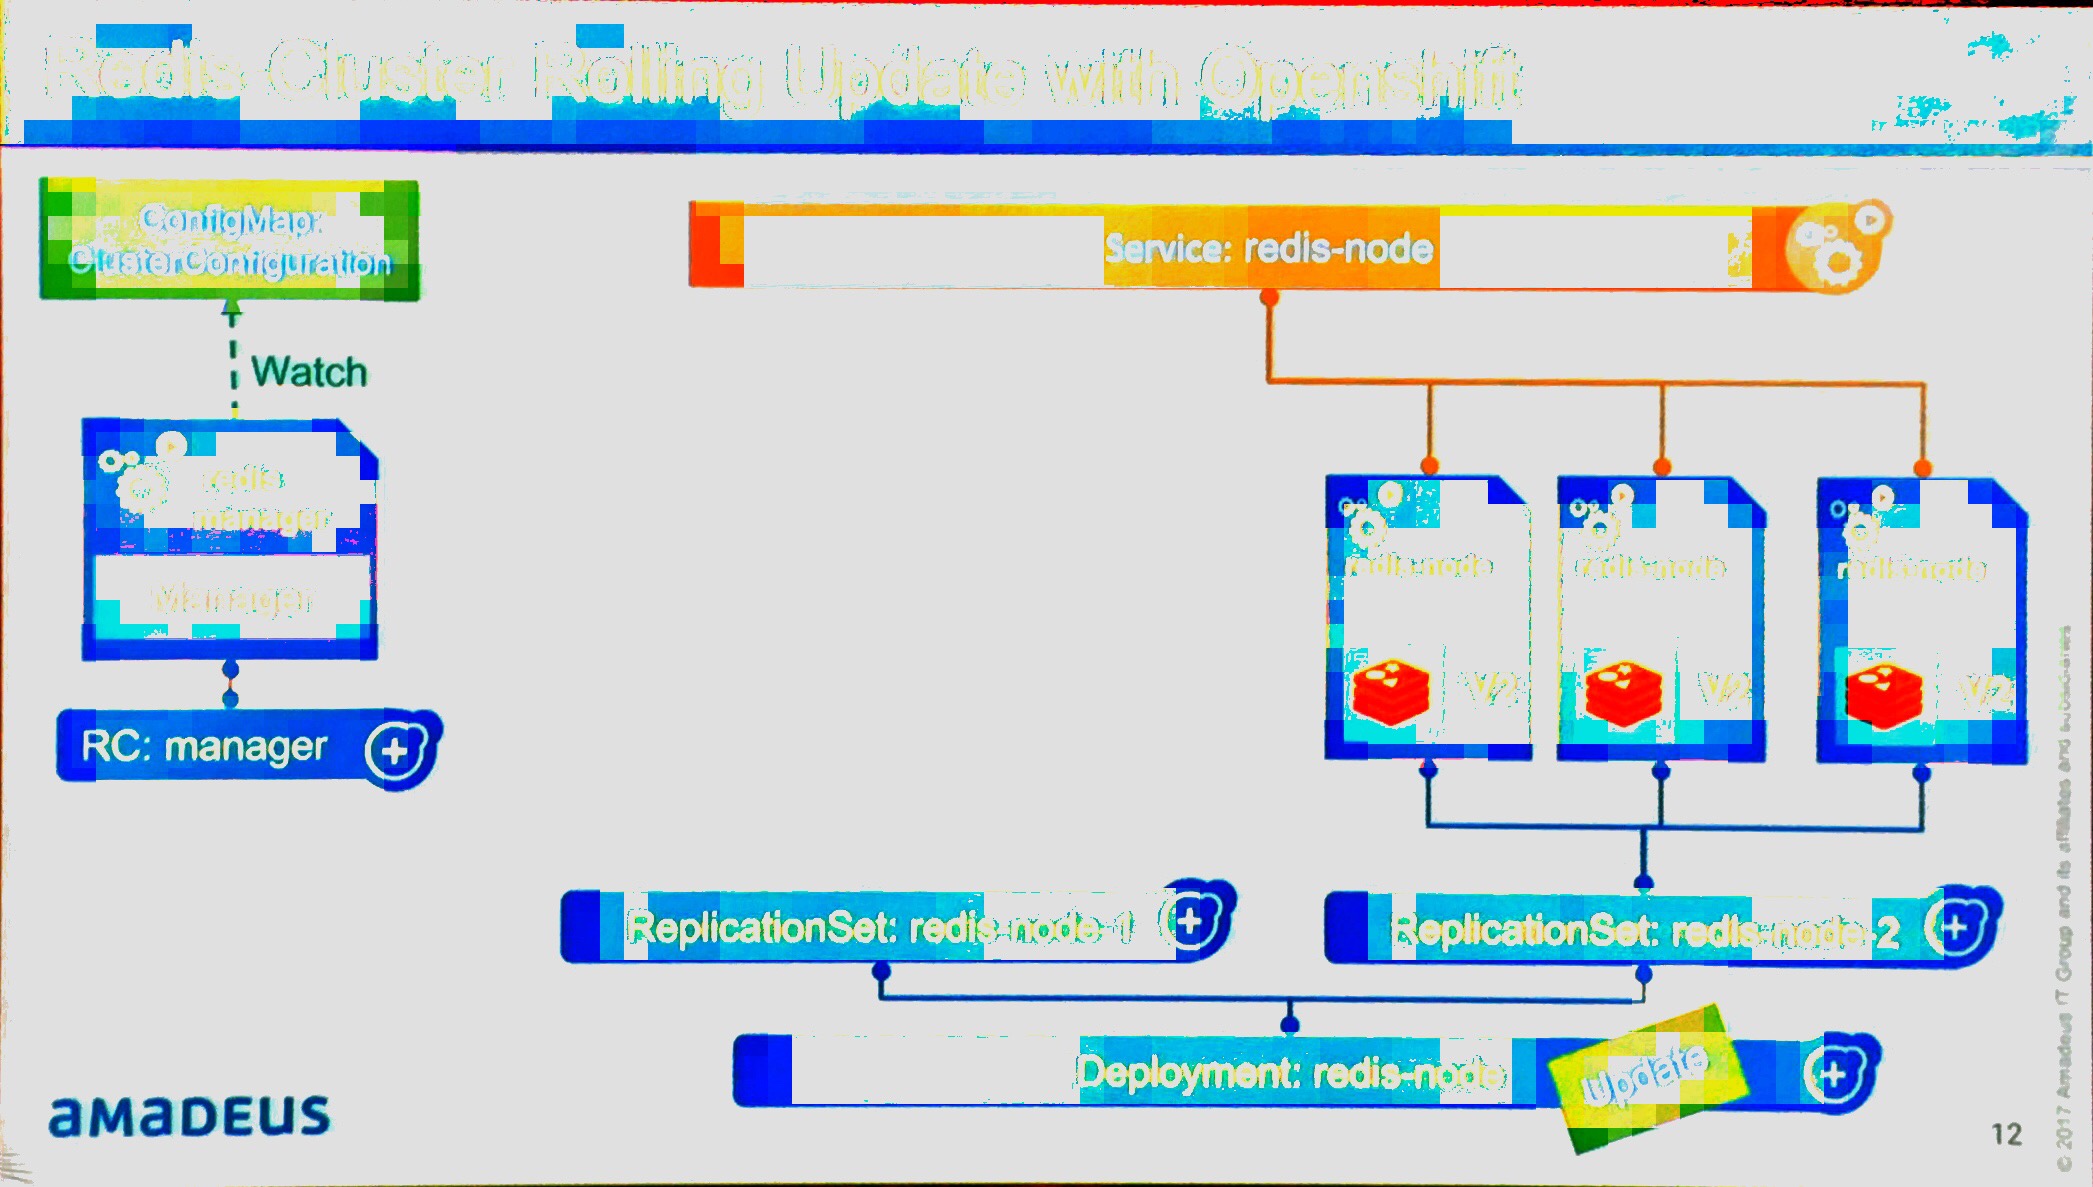 Redis-Cluster Rolling Update with Openshift
ConfigMap:
ClusterConfiguration
Service: redis-node
Watch
redis
manager
Manager
RC: manager
redis-node
V2
redis-node
V2
redis-node
V2
ReplicationSet: redis-node-1
ReplicationSet: redis-node-2
Deployment: redis-node
Update
amadeus
12
© 2017 Amadeus IT Group and its affiliates and subsidiaries